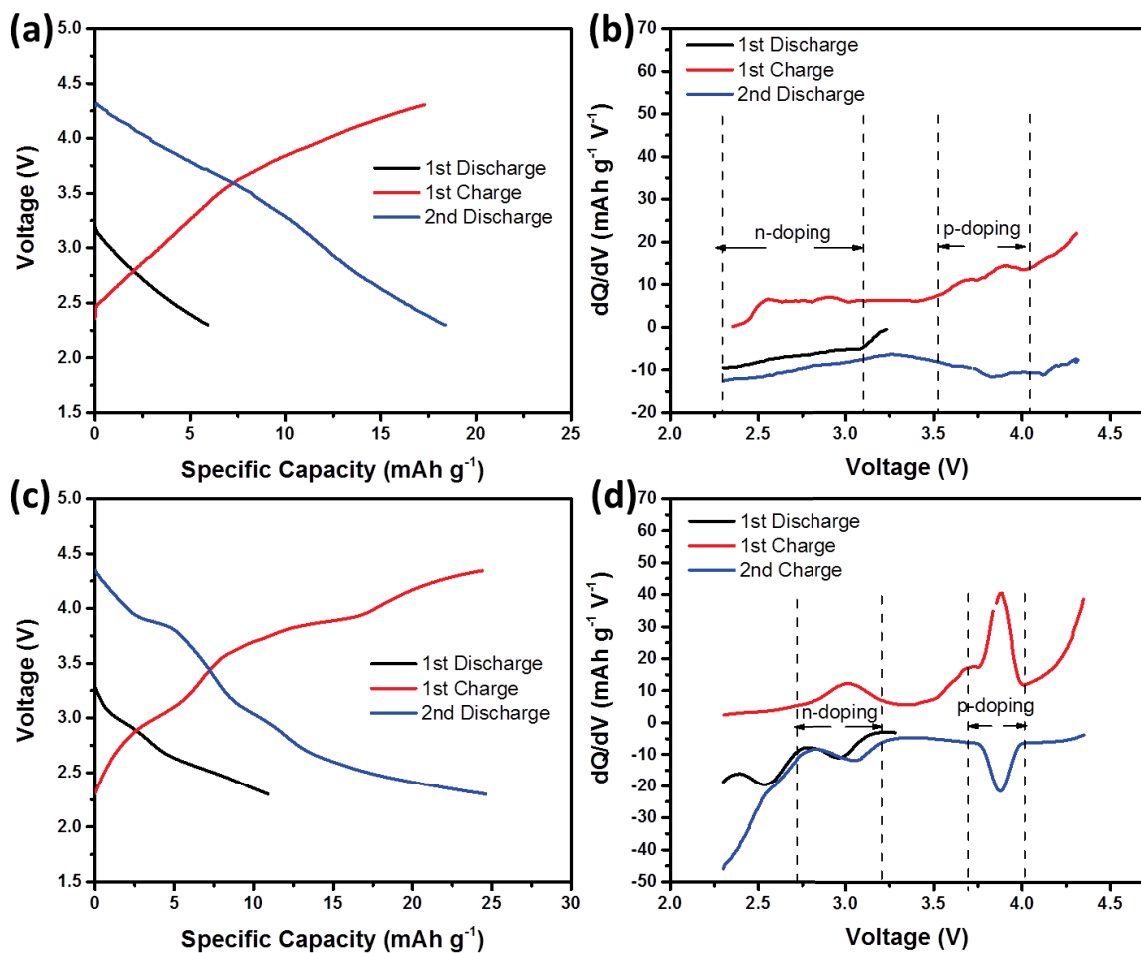 (a)
5.0
4.5
4.0
3.5
3.0
2.5
2.0
1.5
Voltage (V)
1st Discharge
1st Charge
2nd Discharge
0 5 10 15 20 25
Specific Capacity (mAh g⁻¹)
(b)
70
60
50
40
30
20
10
0
-10
-20
dQ/dV (mAh g⁻¹ V⁻¹)
1st Discharge
1st Charge
2nd Discharge
n-doping
p-doping
2.0 2.5 3.0 3.5 4.0 4.5
Voltage (V)
(c)
5.0
4.5
4.0
3.5
3.0
2.5
2.0
1.5
Voltage (V)
1st Discharge
1st Charge
2nd Discharge
0 5 10 15 20 25 30
Specific Capacity (mAh g⁻¹)
(d)
70
60
50
40
30
20
10
0
-10
-20
-30
-40
-50
dQ/dV (mAh g⁻¹ V⁻¹)
1st Discharge
1st Charge
2nd Charge
n-doping
p-doping
2.0 2.5 3.0 3.5 4.0 4.5
Voltage (V)